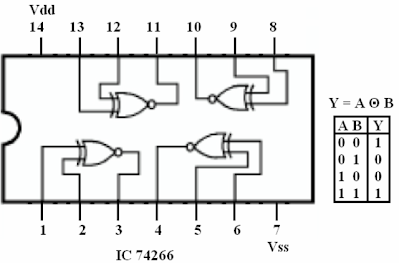 Vdd
14 13 12 11 10 9 8
Y = A ⊙ B
A B Y
0 0 1
0 1 0
1 0 0
1 1 1
1 2 3 4 5 6 7
Vss
IC 74266